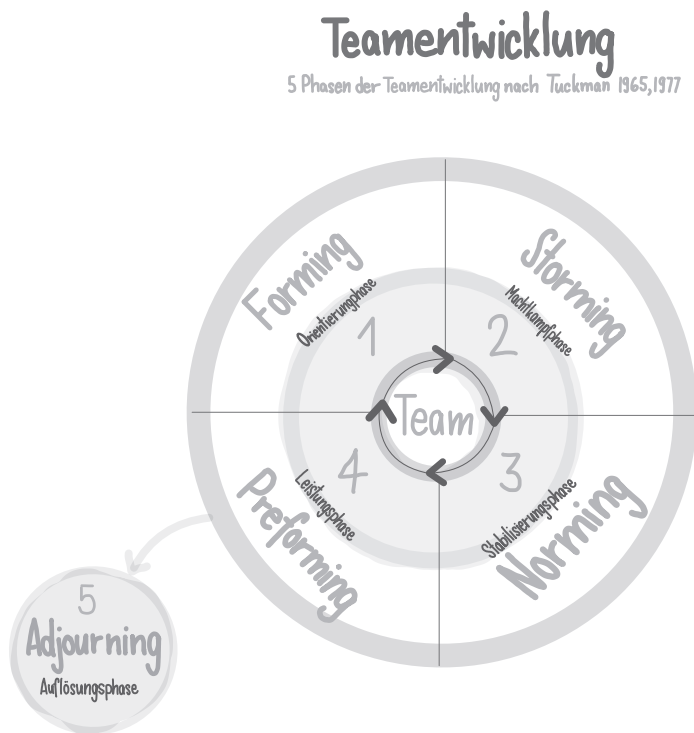 Teamentwicklung
5 Phasen der Teamentwicklung nach Tuckman 1965,1977
Forming
Orientierungphase
1
Storming
Machtkampfphase
2
Team
3
Stabilisierungsphase
Norming
4
Leistungsphase
Preforming
5
Adjourning
Auflösungsphase